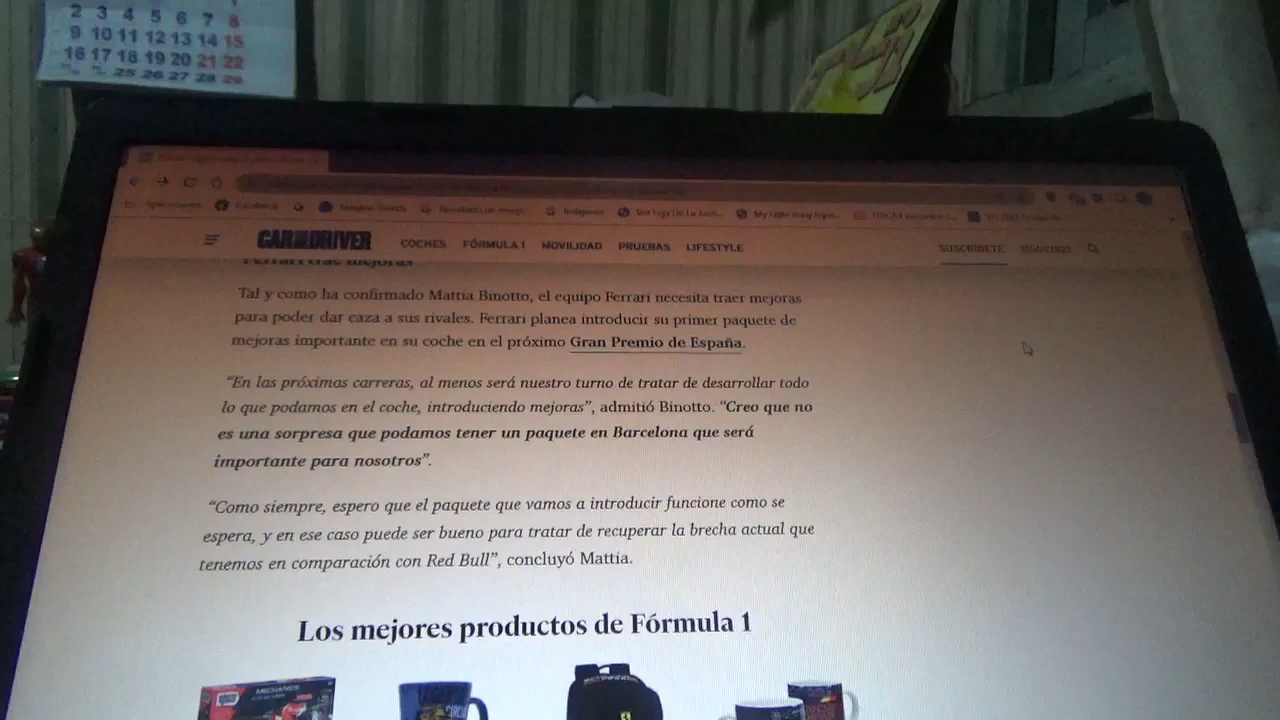 2 3 4 5 6 7 8
9 10 11 12 13 14 15
16 17 18 19 20 21 22
25 26 27 28 29
CAR DRIVER COCHES FÓRMULA 1 MOVILIDAD PRUEBAS LIFESTYLE SUSCRÍBETE
Ferrari trae mejoras
Tal y como ha confirmado Mattia Binotto, el equipo Ferrari necesita traer mejoras
para poder dar caza a sus rivales. Ferrari planea introducir su primer paquete de
mejoras importante en su coche en el próximo Gran Premio de España.
“En las próximas carreras, al menos será nuestro turno de tratar de desarrollar todo
lo que podamos en el coche, introduciendo mejoras”, admitió Binotto. “Creo que no
es una sorpresa que podamos tener un paquete en Barcelona que será
importante para nosotros”.
“Como siempre, espero que el paquete que vamos a introducir funcione como se
espera, y en ese caso puede ser bueno para tratar de recuperar la brecha actual que
tenemos en comparación con Red Bull”, concluyó Mattia.
Los mejores productos de Fórmula 1
MECHANICS